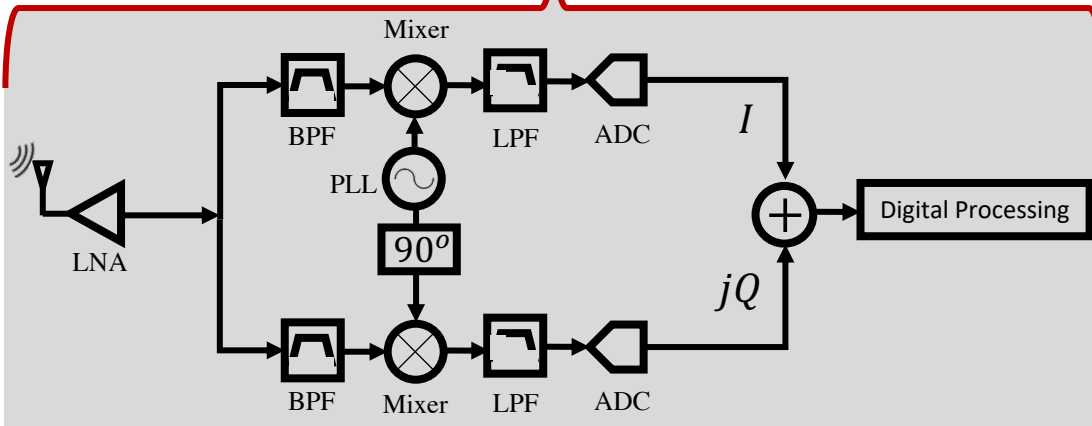 Mixer
BPF
LPF
ADC
I
PLL
90°
LNA
+
Digital Processing
jQ
BPF
Mixer
LPF
ADC